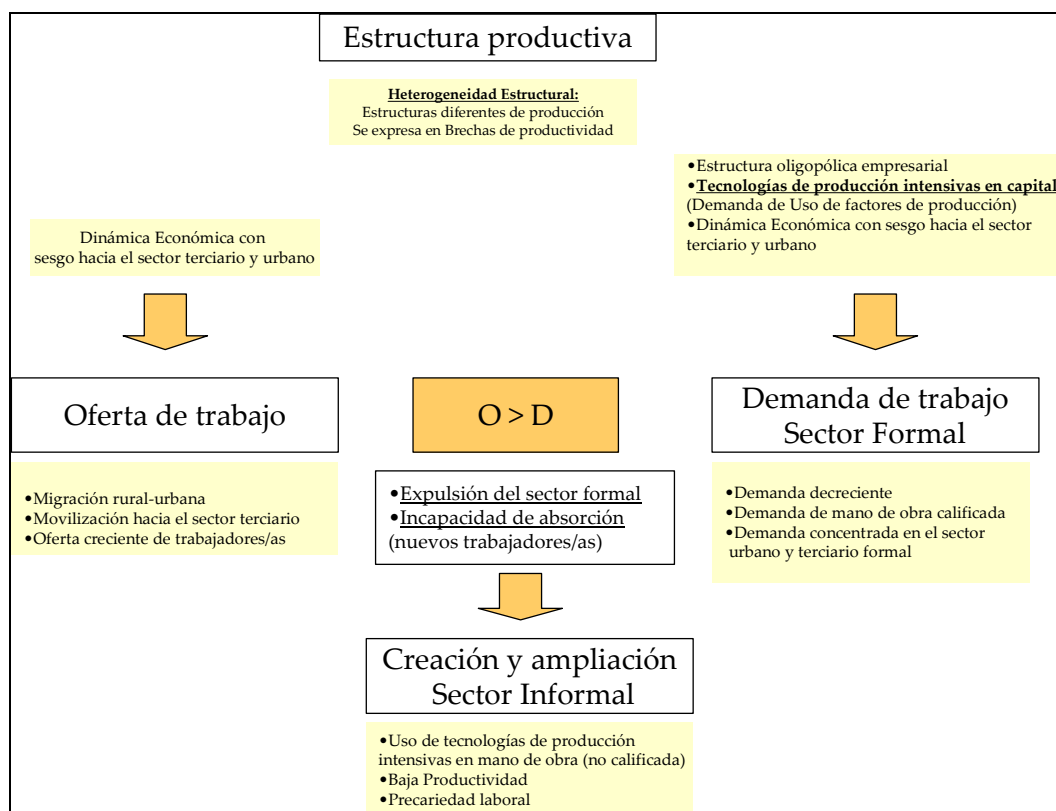 Estructura productiva
Heterogeneidad Estructural:
Estructuras diferentes de producción
Se expresa en Brechas de productividad
•Estructura oligopólica empresarial
•Tecnologías de producción intensivas en capital
(Demanda de Uso de factores de producción)
•Dinámica Económica con sesgo hacia el sector
terciario y urbano
Dinámica Económica con
sesgo hacia el sector terciario y urbano
Oferta de trabajo
O > D
Demanda de trabajo
Sector Formal
•Migración rural-urbana
•Movilización hacia el sector terciario
•Oferta creciente de trabajadores/as
•Expulsión del sector formal
•Incapacidad de absorción
(nuevos trabajadores/as)
•Demanda decreciente
•Demanda de mano de obra calificada
•Demanda concentrada en el sector
urbano y terciario formal
Creación y ampliación
Sector Informal
•Uso de tecnologías de producción
intensivas en mano de obra (no calificada)
•Baja Productividad
•Precariedad laboral